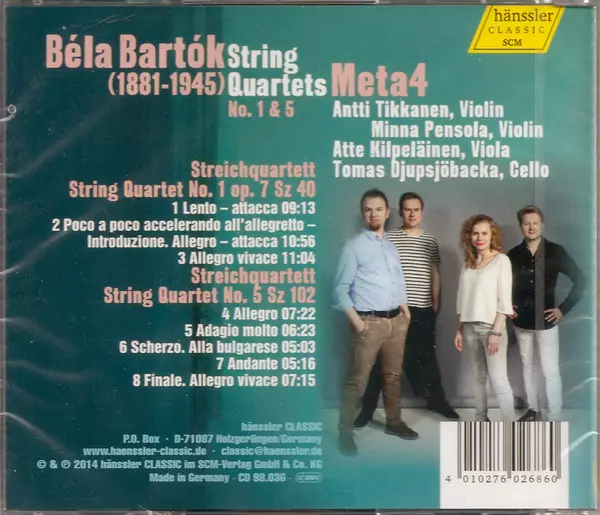 hänssler
CLASSIC
SCM
Béla Bartók
(1881-1945)
String
Quartets
No. 1 & 5
Meta4
Antti Tikkanen, Violin
Minna Pensola, Violin
Atte Kilpeläinen, Viola
Tomas Djupsjöbacka, Cello
Streichquartett
String Quartet No. 1 op. 7 Sz 40
1 Lento – attacca 09:13
2 Poco a poco accelerando all'allegretto –
Introduzione. Allegro – attacca 10:56
3 Allegro vivace 11:04
Streichquartett
String Quartet No. 5 Sz 102
4 Allegro 07:22
5 Adagio molto 06:23
6 Scherzo. Alla bulgarese 05:03
7 Andante 05:16
8 Finale. Allegro vivace 07:15
hänssler CLASSIC
P.O. Box · D-71087 Holzgerlingen/Germany
www.haenssler-classic.de · classic@haenssler.de
© & ℗ 2014 hänssler CLASSIC im SCM-Verlag GmbH & Co. KG
Made in Germany · CD 98.036 ·
4 010276 026860